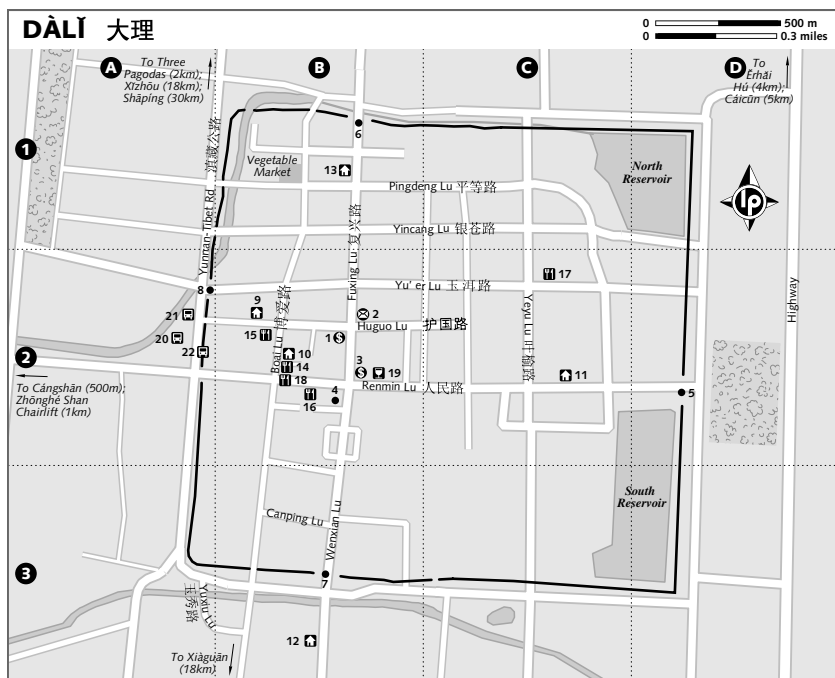 DÀLǏ 大理
0 500 m
0 0.3 miles
A
B
C
D
To Three
Pagodas (2km);
Xǐzhōu (18km);
Shāpíng (30km)
To
Ěrhǎi
Hú (4km);
Cáicūn (5km)
1
6
Vegetable
Market
13
North
Reservoir
lp
Yunnan-Tibet Rd 滇藏公路
Pingdeng Lu 平等路
Fuxing Lu 复兴路
Yincang Lu 银苍路
17
8
Yu' er Lu 玉洱路
9
21
2
Huguo Lu 护国路
Boai Lu 博爱路
Yeyu Lu 叶榆路
Highway
15
1
20
22
10
2
14
3
19
18
11
Renmin Lu 人民路
4
5
16
To Cángshān (500m);
Zhōnghé Shan
Chairlift (1km)
South
Reservoir
Canping Lu
Wenxian Lu
3
7
Yuxiu Lu
玉秀路
12
To Xiàguān
(18km)